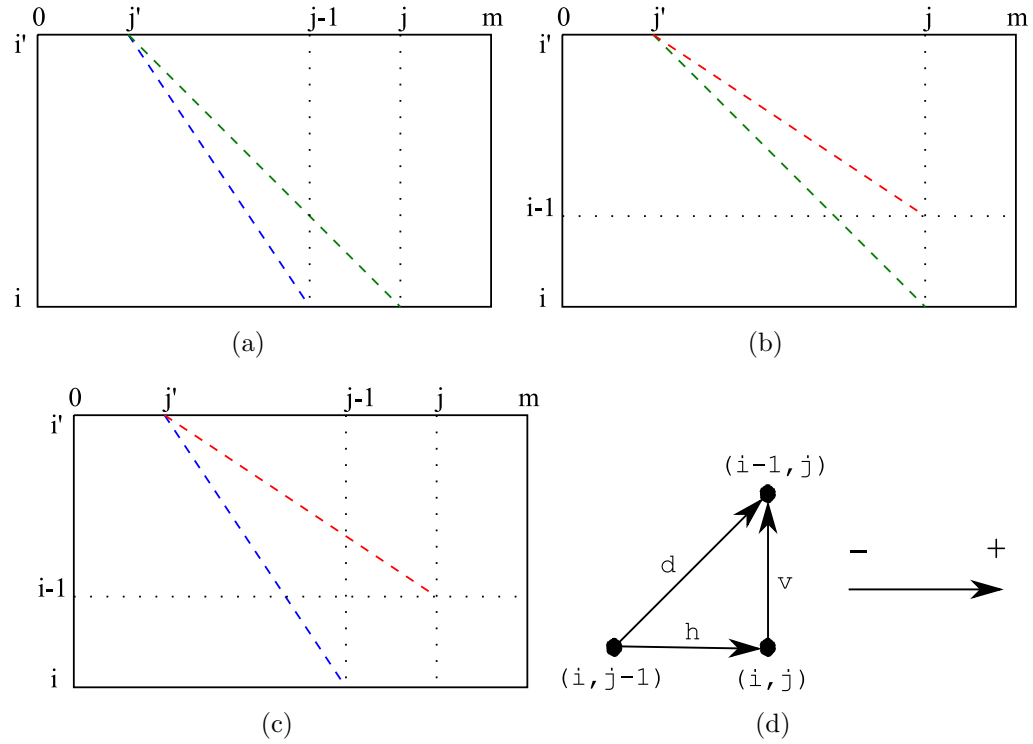 0 j' j-1 j m
i'
i
(a)
0 j' j m
i'
i-1
i
(b)
0 j' j-1 j m
i'
i-1
i
(c)
(i-1,j)
d
v
h
(i,j-1) (i,j)
− +
(d)